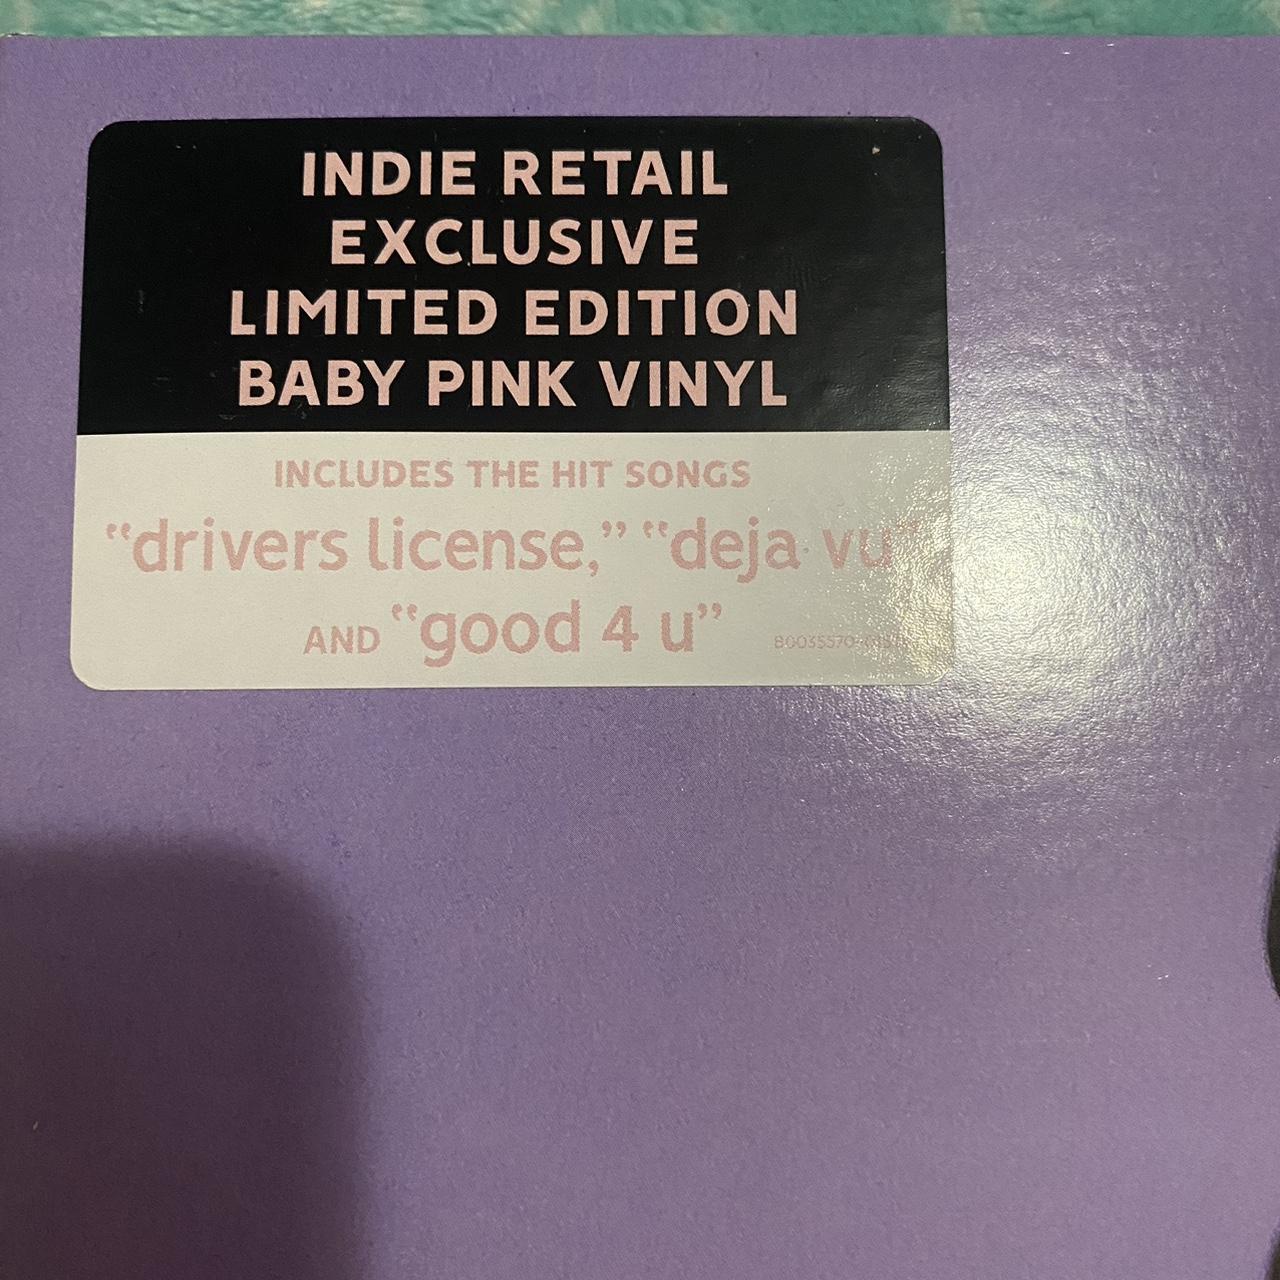 INDIE RETAIL
EXCLUSIVE
LIMITED EDITION
BABY PINK VINYL
INCLUDES THE HIT SONGS
“drivers license,” “deja vu”
AND “good 4 u”